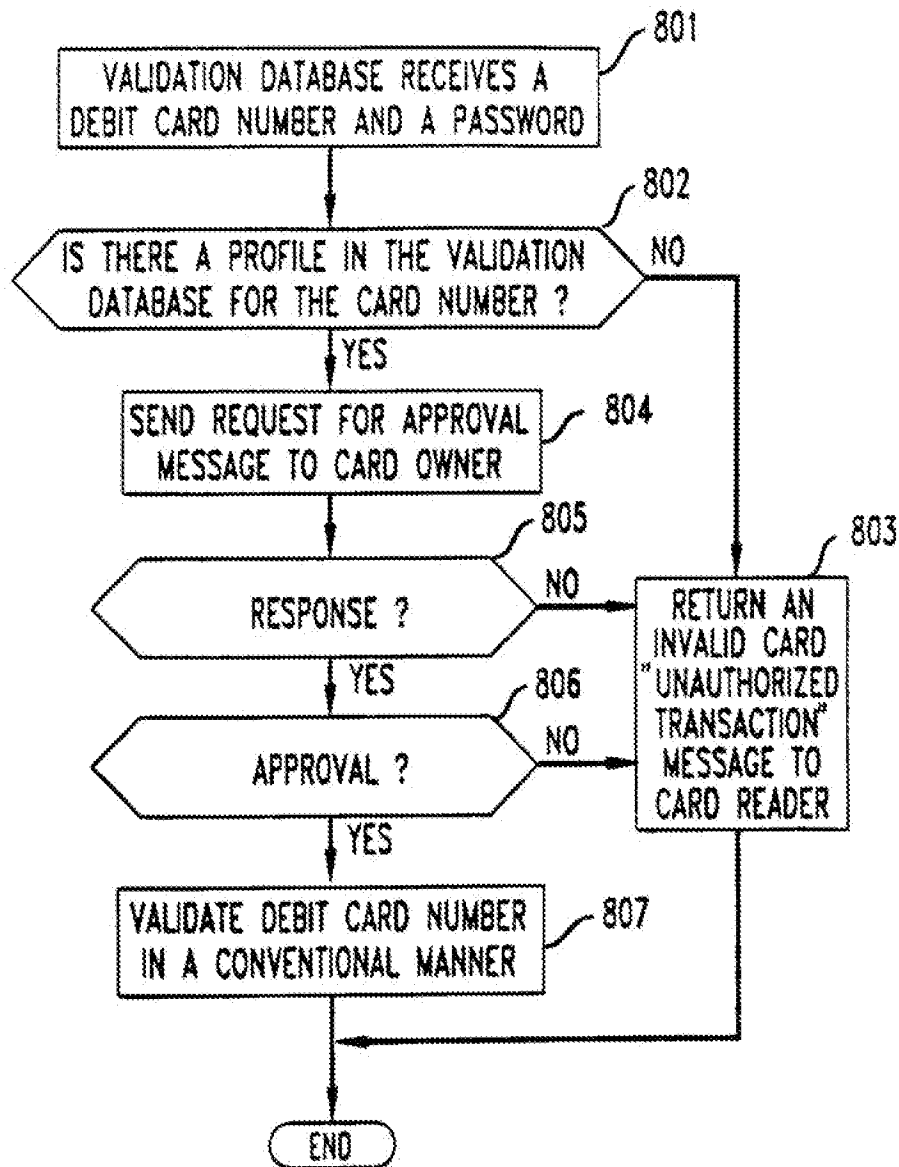 801
VALIDATION DATABASE RECEIVES A
DEBIT CARD NUMBER AND A PASSWORD
802
IS THERE A PROFILE IN THE VALIDATION
DATABASE FOR THE CARD NUMBER ?
NO
YES
SEND REQUEST FOR APPROVAL
MESSAGE TO CARD OWNER
804
805
RESPONSE ?
NO
YES
803
RETURN AN
INVALID CARD
"UNAUTHORIZED
TRANSACTION"
MESSAGE TO
CARD READER
806
APPROVAL ?
NO
YES
VALIDATE DEBIT CARD NUMBER
IN A CONVENTIONAL MANNER
807
END